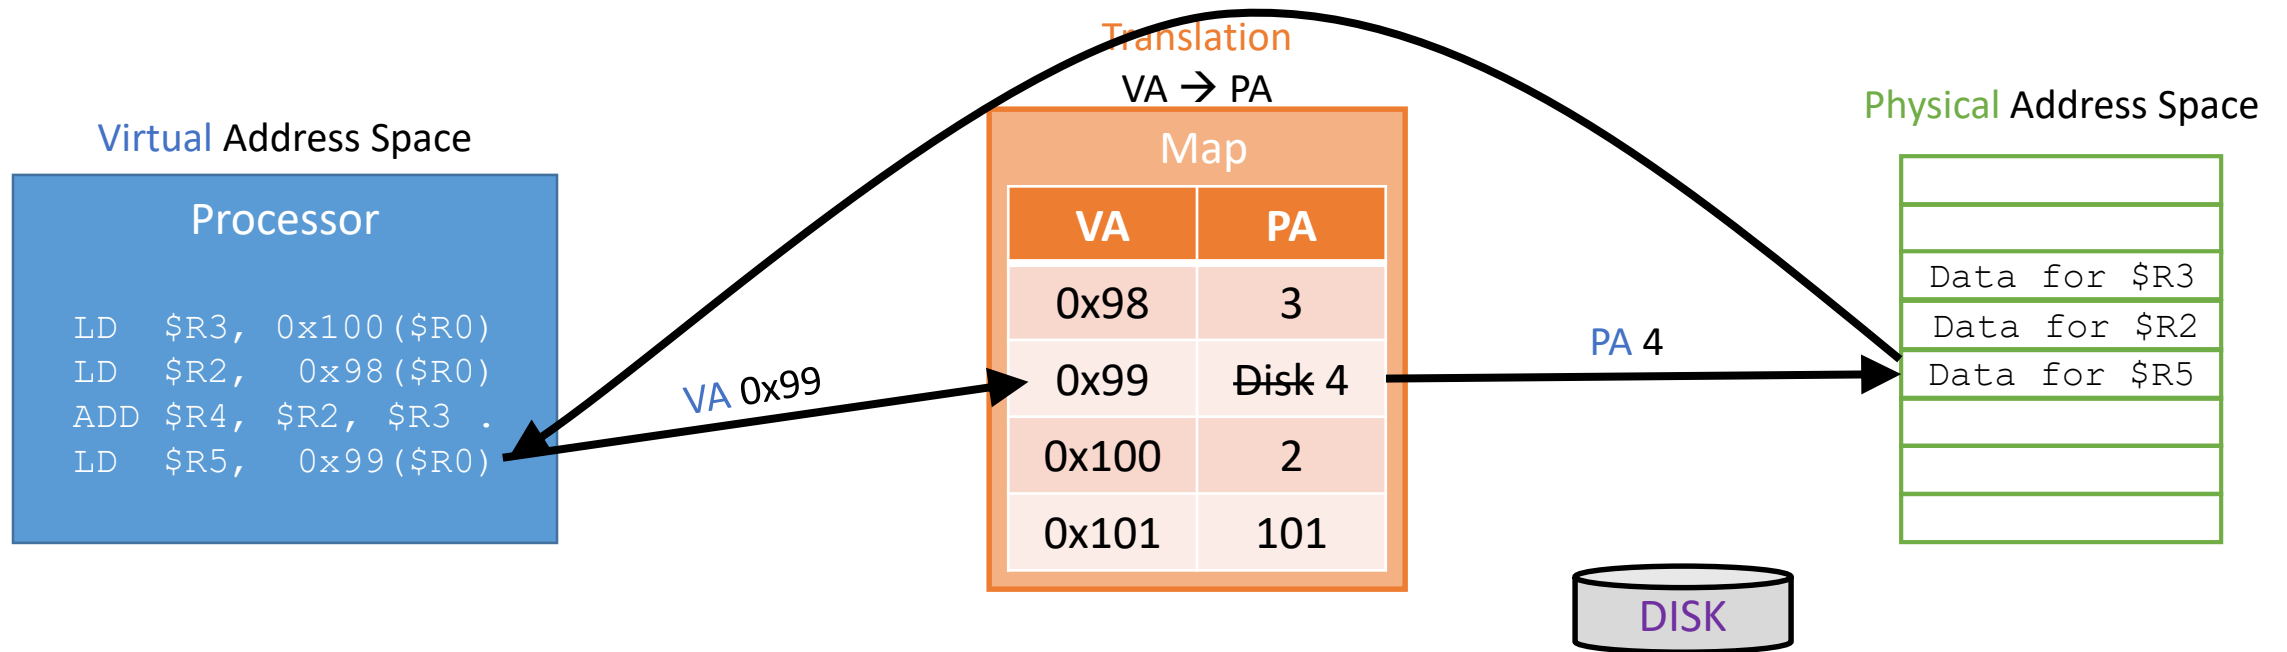 Translation
VA → PA
Virtual Address Space
Physical Address Space
Processor
LD $R3, 0x100($R0)
LD $R2, 0x98($R0)
ADD $R4, $R2, $R3 .
LD $R5, 0x99($R0)
VA 0x99
Map
VA PA
0x98 3
0x99 Disk 4
0x100 2
0x101 101
PA 4
Data for $R3
Data for $R2
Data for $R5
DISK